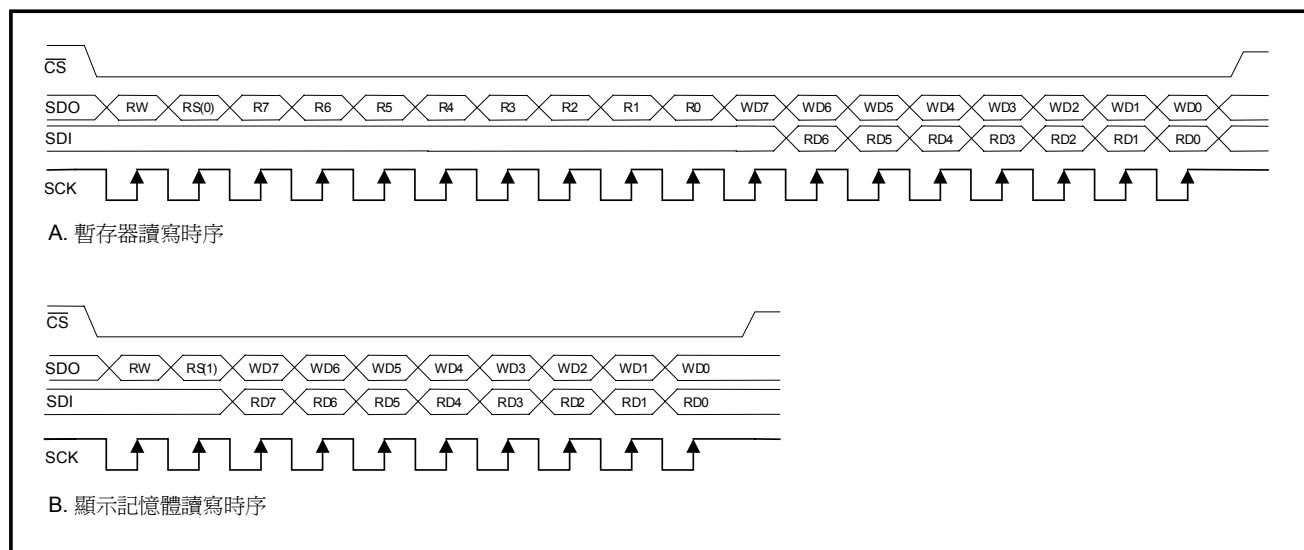 CS
SDO RW RS(0) R7 R6 R5 R4 R3 R2 R1 R0 WD7 WD6 WD5 WD4 WD3 WD2 WD1 WD0
SDI RD6 RD5 RD4 RD3 RD2 RD1 RD0
SCK
A. 暫存器讀寫時序
CS
SDO RW RS(1) WD7 WD6 WD5 WD4 WD3 WD2 WD1 WD0
SDI RD7 RD6 RD5 RD4 RD3 RD2 RD1 RD0
SCK
B. 顯示記憶體讀寫時序